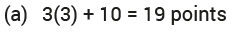 (a) 3(3) + 10 = 19 points